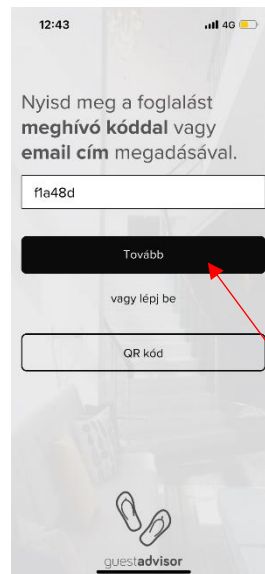 12:43
4G
Nyisd meg a foglalást
meghívó kóddal vagy
email cím megadásával.
f1a48d
Tovább
vagy lépj be
QR kód
guestadvisor